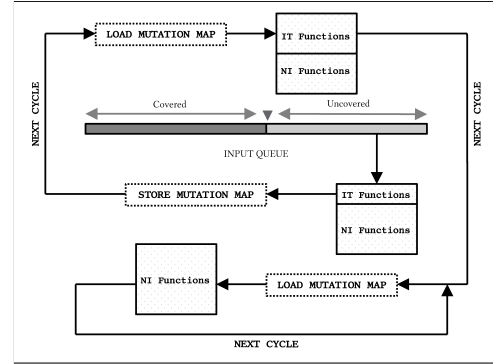 LOAD MUTATION MAP
IT Functions
NI Functions
NEXT CYCLE
NEXT CYCLE
Covered
Uncovered
INPUT QUEUE
STORE MUTATION MAP
IT Functions
NI Functions
NI Functions
LOAD MUTATION MAP
NEXT CYCLE